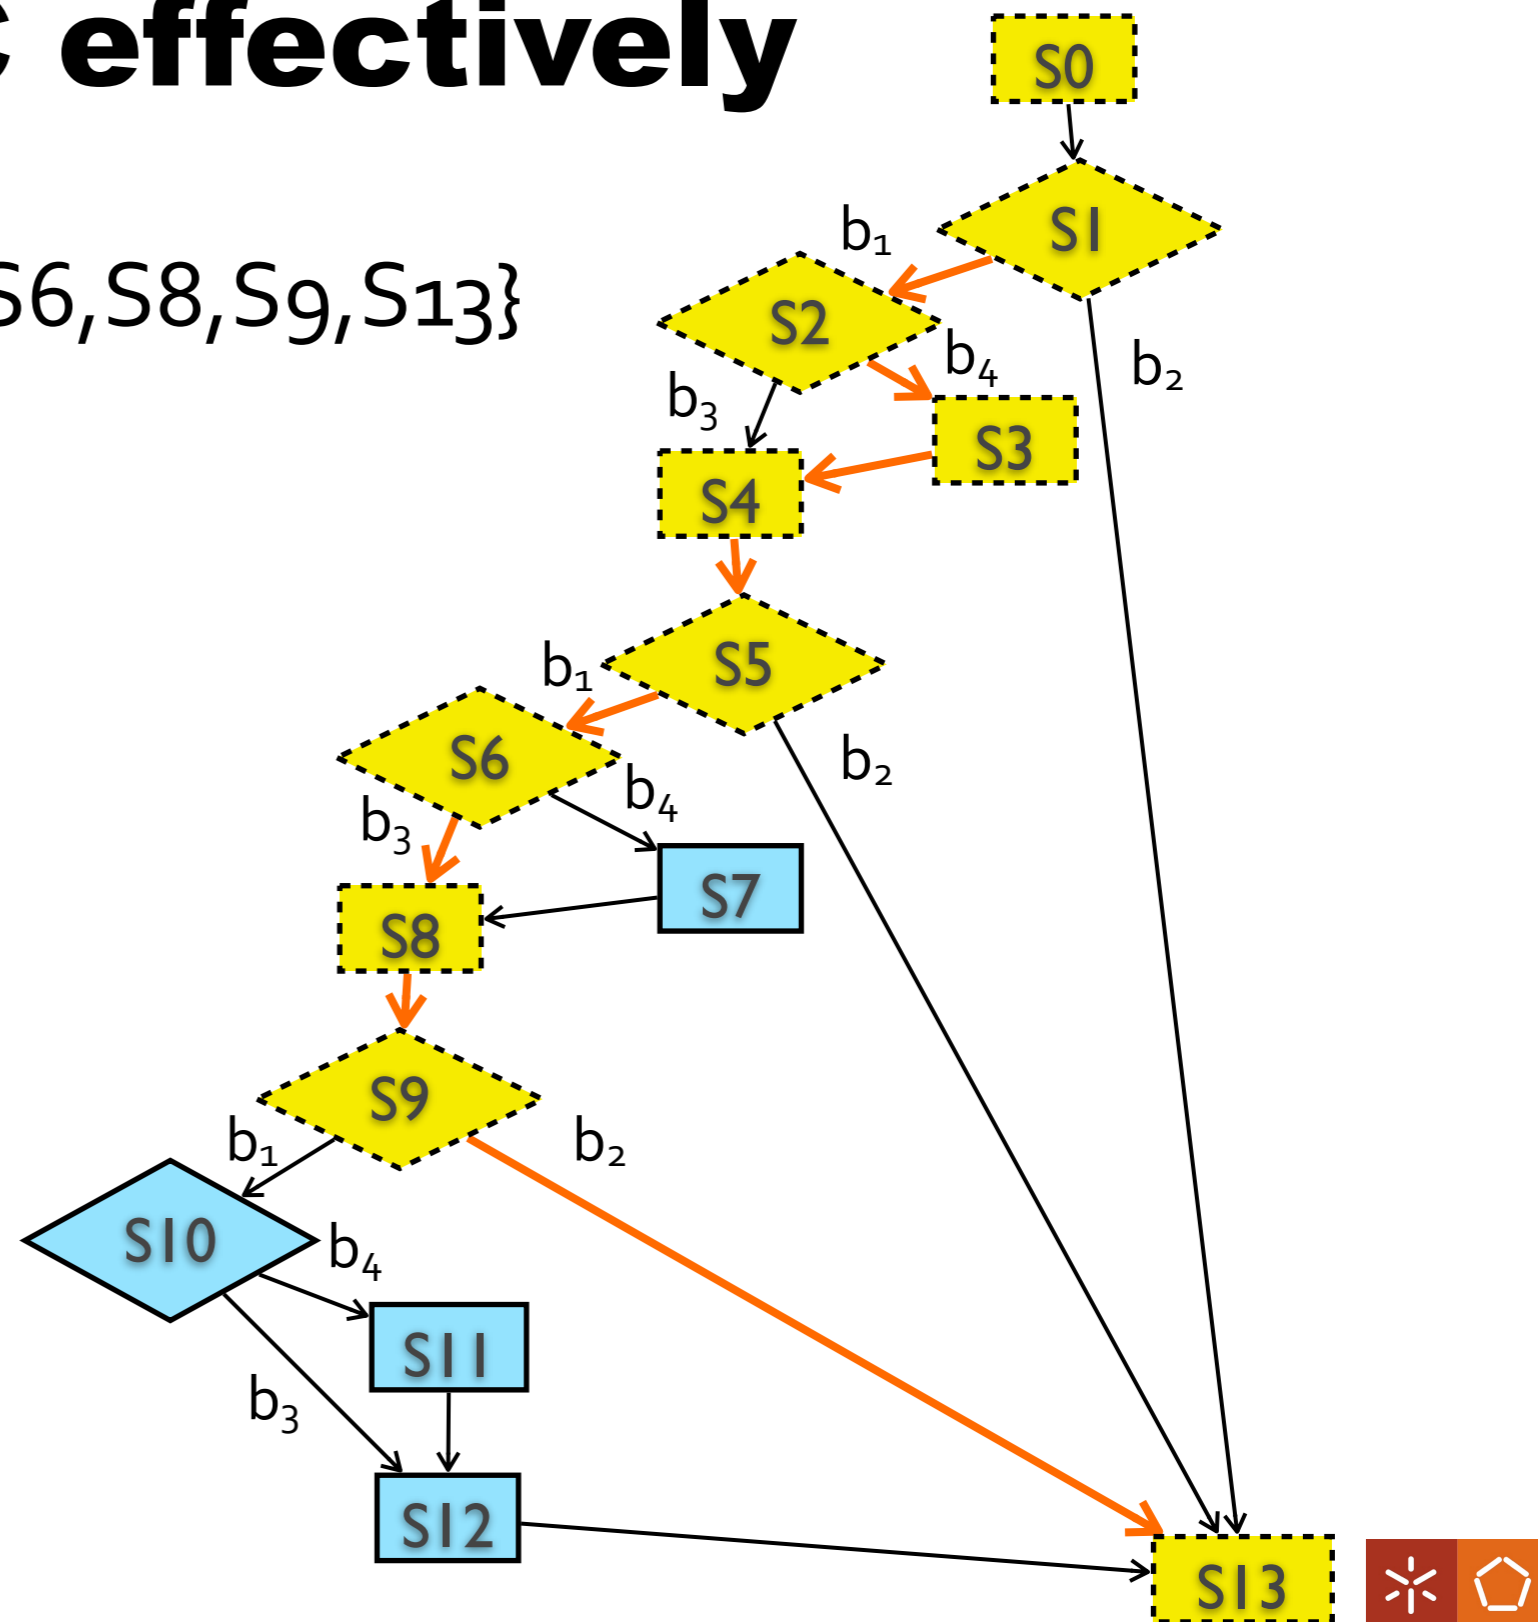 C effectively
S0
S1
b₁
S6,S8,S9,S13}
S2
b₄
b₂
b₃
S3
S4
S5
b₁
b₂
S6
b₄
b₃
S7
S8
S9
b₁
b₂
S10
b₄
S11
b₃
S12
S13